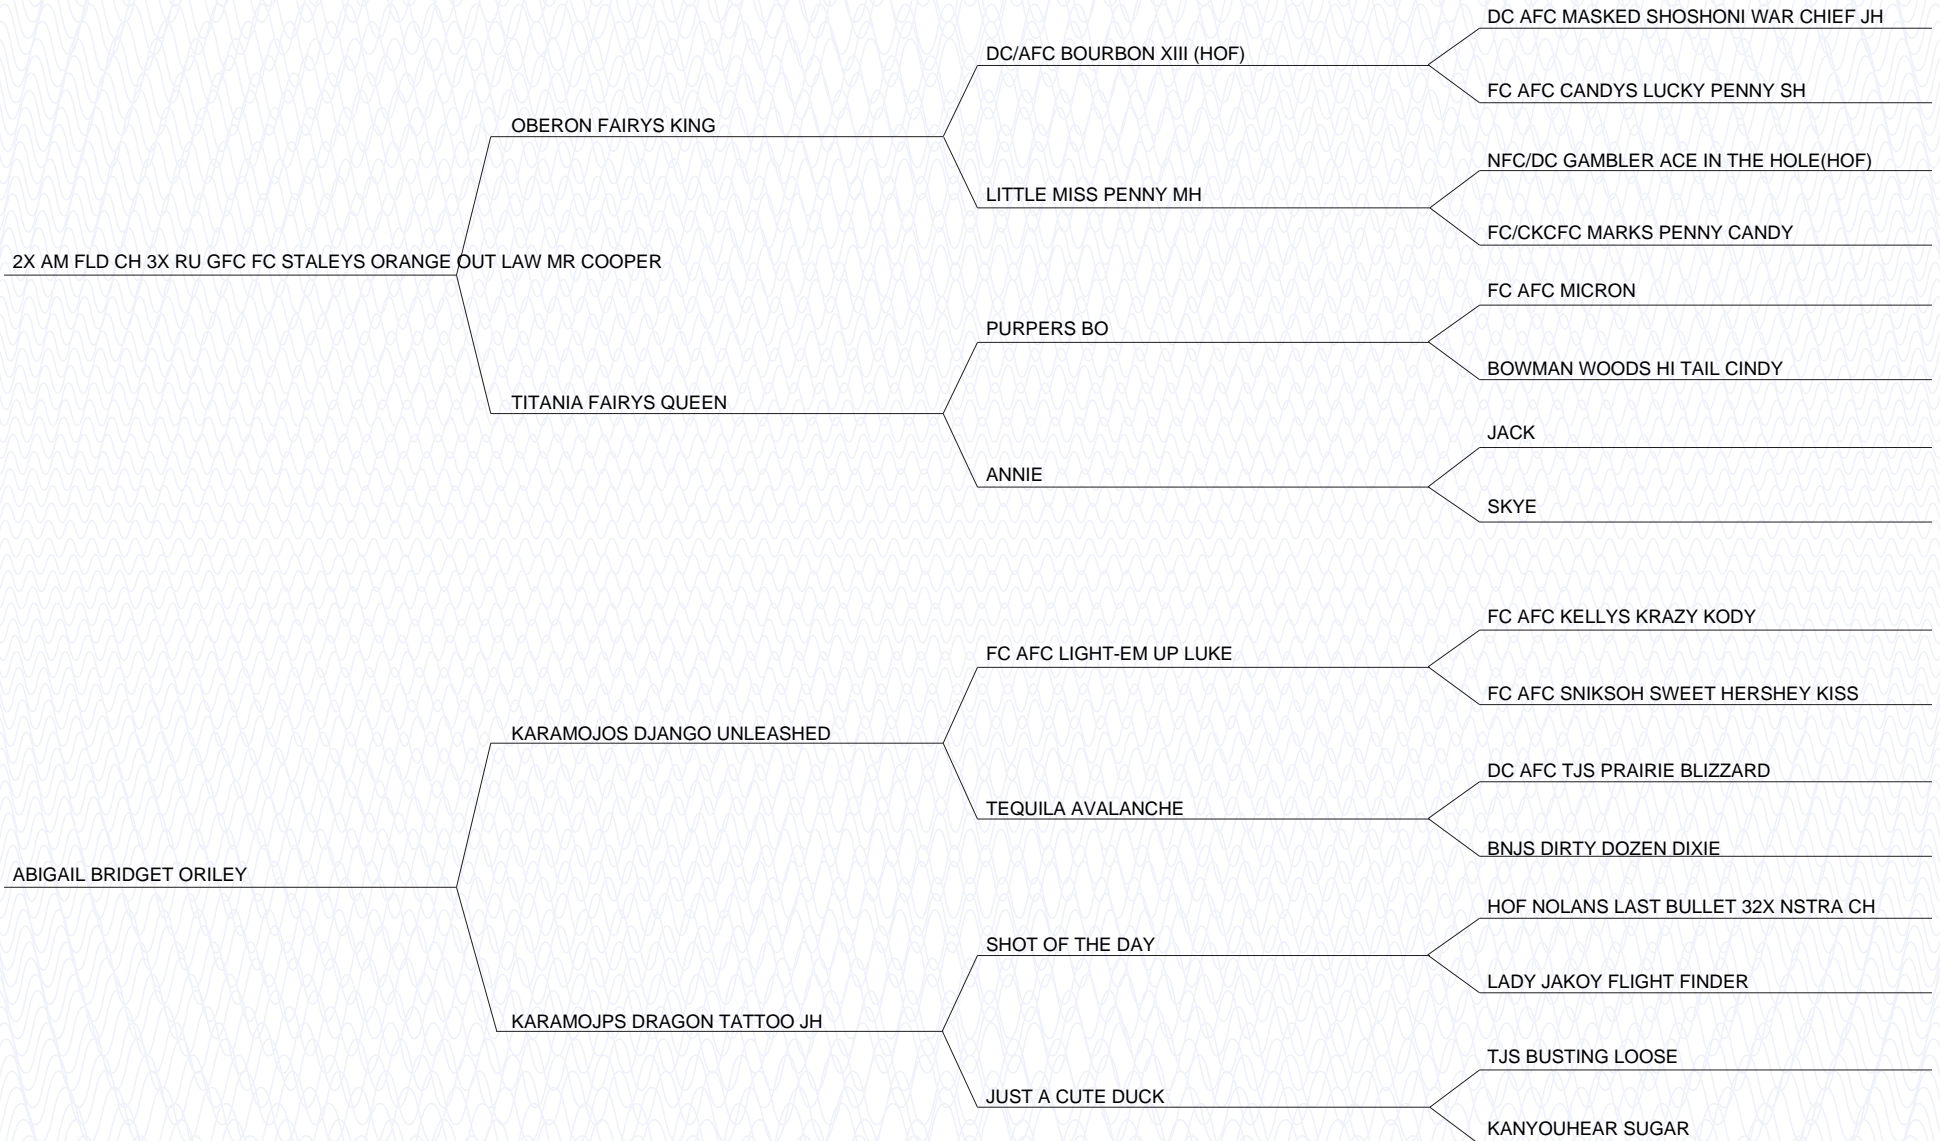 DC AFC MASKED SHOSHONI WAR CHIEF JH
DC/AFC BOURBON XIII (HOF)
FC AFC CANDYS LUCKY PENNY SH
OBERON FAIRYS KING
NFC/DC GAMBLER ACE IN THE HOLE(HOF)
LITTLE MISS PENNY MH
FC/CKCFC MARKS PENNY CANDY
2X AM FLD CH 3X RU GFC FC STALEYS ORANGE OUT LAW MR COOPER
FC AFC MICRON
PURPERS BO
BOWMAN WOODS HI TAIL CINDY
TITANIA FAIRYS QUEEN
JACK
ANNIE
SKYE
FC AFC KELLYS KRAZY KODY
FC AFC LIGHT-EM UP LUKE
FC AFC SNIKSOH SWEET HERSHEY KISS
KARAMOJOS DJANGO UNLEASHED
DC AFC TJS PRAIRIE BLIZZARD
TEQUILA AVALANCHE
BNJS DIRTY DOZEN DIXIE
ABIGAIL BRIDGET ORILEY
HOF NOLANS LAST BULLET 32X NSTRA CH
SHOT OF THE DAY
LADY JAKOY FLIGHT FINDER
KARAMOJPS DRAGON TATTOO JH
TJS BUSTING LOOSE
JUST A CUTE DUCK
KANYOUHEAR SUGAR